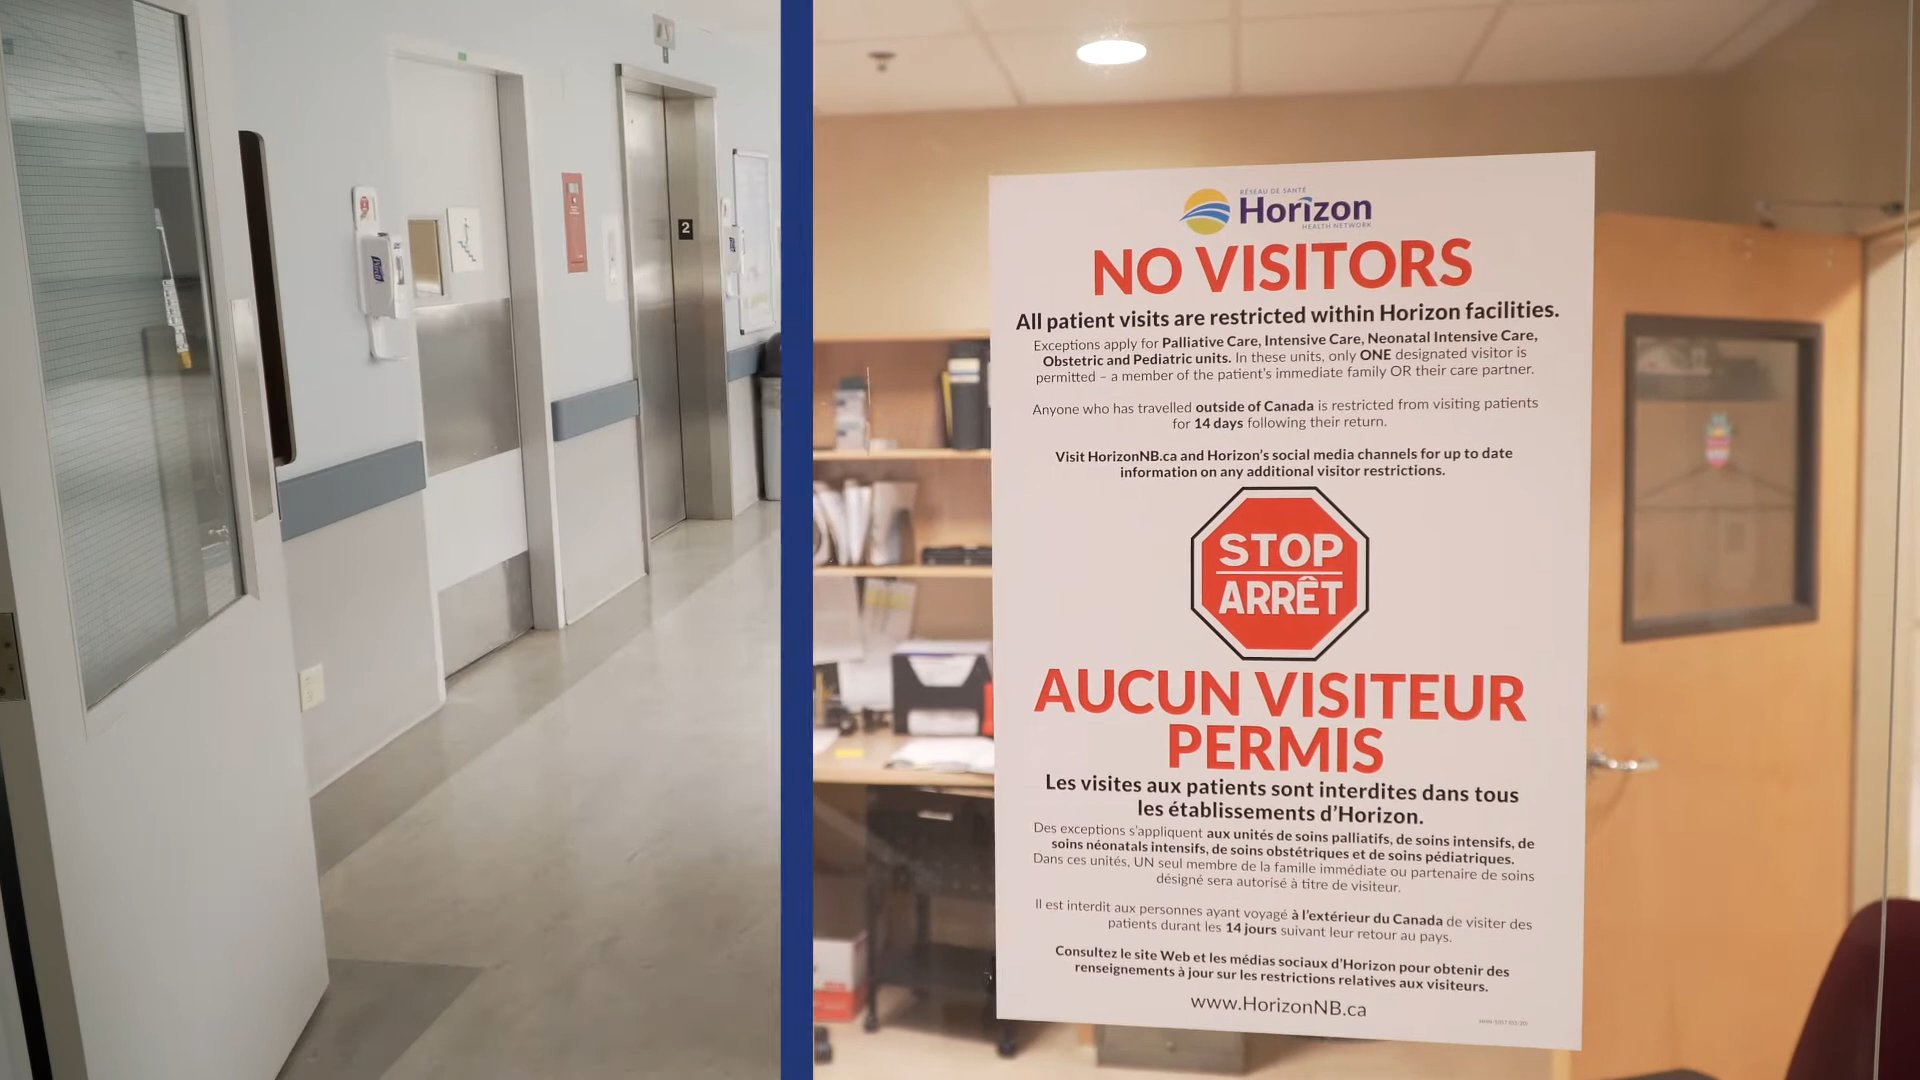 2
RÉSEAU DE SANTÉ
Horizon
HEALTH NETWORK
NO VISITORS
All patient visits are restricted within Horizon facilities.
Exceptions apply for Palliative Care, Intensive Care, Neonatal Intensive Care,
Obstetric and Pediatric units. In these units, only ONE designated visitor is
permitted – a member of the patient's immediate family OR their care partner.
Anyone who has travelled outside of Canada is restricted from visiting patients
for 14 days following their return.
Visit HorizonNB.ca and Horizon's social media channels for up to date
information on any additional visitor restrictions.
STOP
ARRÊT
AUCUN VISITEUR
PERMIS
Les visites aux patients sont interdites dans tous
les établissements d'Horizon.
Des exceptions s'appliquent aux unités de soins palliatifs, de soins intensifs, de
soins néonatals intensifs, de soins obstétriques et de soins pédiatriques.
Dans ces unités, UN seul membre de la famille immédiate ou partenaire de soins
désigné sera autorisé à titre de visiteur.
Il est interdit aux personnes ayant voyagé à l'extérieur du Canada de visiter des
patients durant les 14 jours suivant leur retour au pays.
Consultez le site Web et les médias sociaux d'Horizon pour obtenir des
renseignements à jour sur les restrictions relatives aux visiteurs.
www.HorizonNB.ca